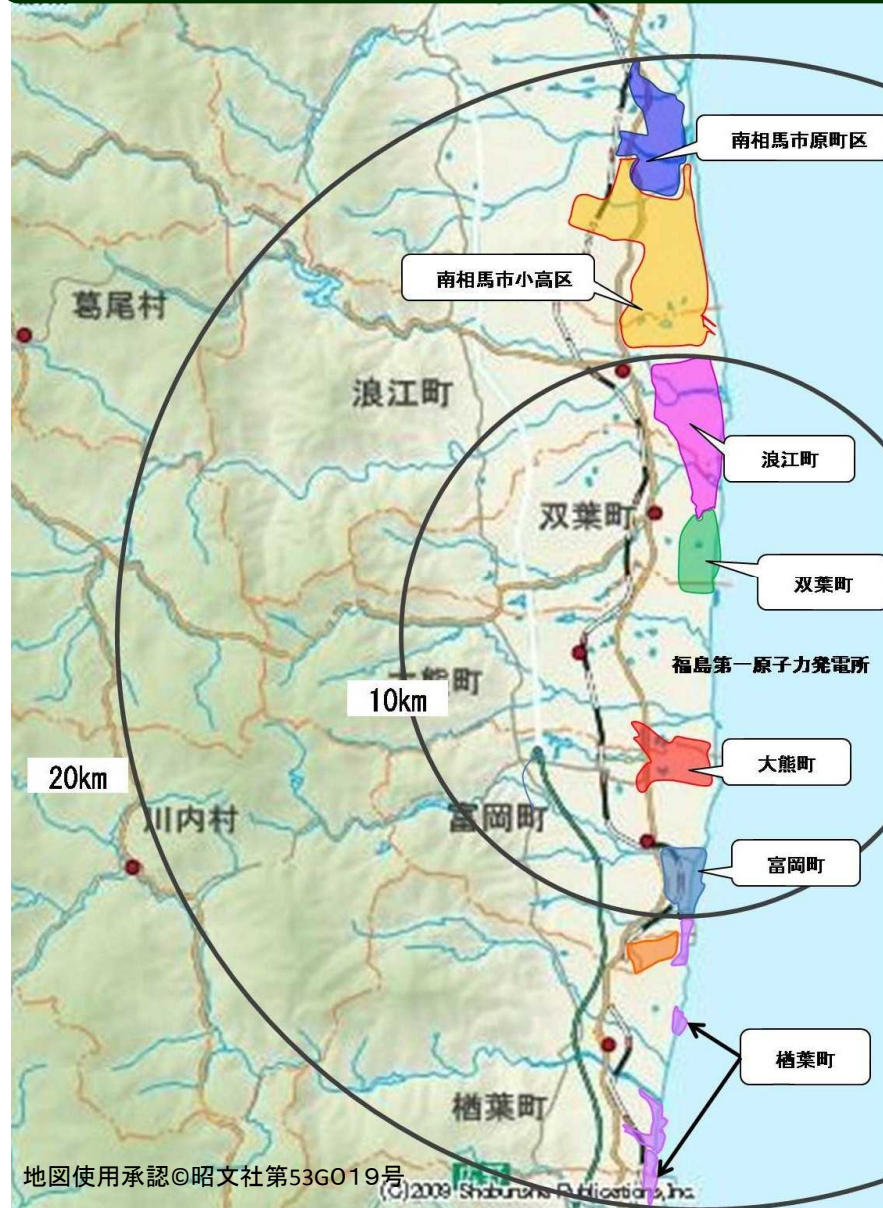 南相馬市原町区
南相馬市小高区
葛尾村
浪江町
浪江町
双葉町
双葉町
福島第一原子力発電所
10km
大熊町
20km
川内村
富岡町
富岡町
楢葉町
楢葉町
地図使用承認©昭文社第53G019号
(C)2009 Shobunsha Publications,Inc.